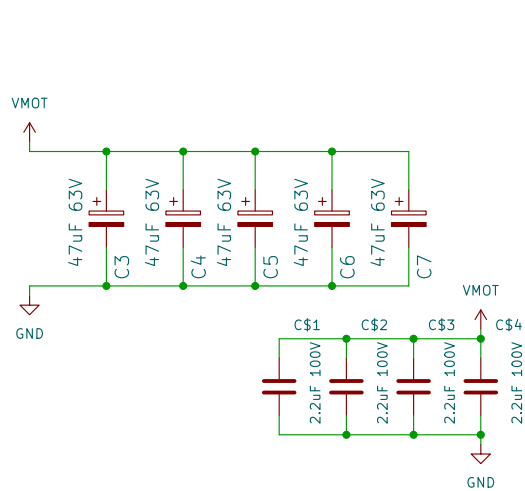 VMOT
47uF 63V
C3
47uF 63V
C4
47uF 63V
C5
47uF 63V
C6
47uF 63V
C7
GND
VMOT
C$1
2.2uF 100V
C$2
2.2uF 100V
C$3
2.2uF 100V
C$4
2.2uF 100V
GND